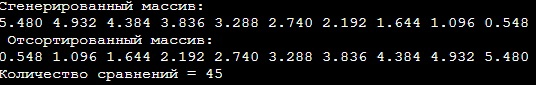 Сгенерированный массив:
5.480 4.932 4.384 3.836 3.288 2.740 2.192 1.644 1.096 0.548
Отсортированный массив:
0.548 1.096 1.644 2.192 2.740 3.288 3.836 4.384 4.932 5.480
Количество сравнений = 45